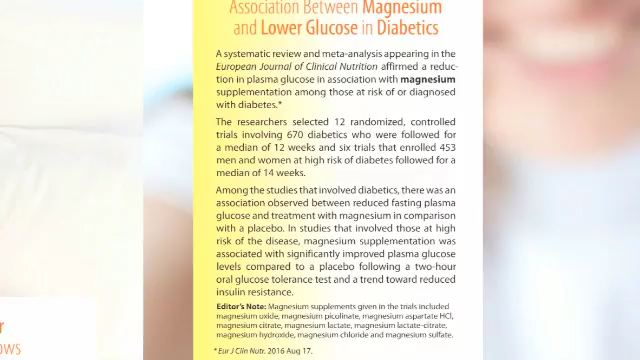 Association Between Magnesium
and Lower Glucose in Diabetics
A systematic review and meta-analysis appearing in the
European Journal of Clinical Nutrition affirmed a reduc-
tion in plasma glucose in association with magnesium
supplementation among those at risk of or diagnosed
with diabetes.*
The researchers selected 12 randomized, controlled
trials involving 670 diabetics who were followed for
a median of 12 weeks and six trials that enrolled 453
men and women at high risk of diabetes followed for a
median of 14 weeks.
Among the studies that involved diabetics, there was an
association observed between reduced fasting plasma
glucose and treatment with magnesium in comparison
with a placebo. In studies that involved those at high
risk of the disease, magnesium supplementation was
associated with significantly improved plasma glucose
levels compared to a placebo following a two-hour
oral glucose tolerance test and a trend toward reduced
insulin resistance.
Editor's Note: Magnesium supplements given in the trials included
magnesium oxide, magnesium picolinate, magnesium aspartate HCl,
magnesium citrate, magnesium lactate, magnesium lactate-citrate,
magnesium hydroxide, magnesium chloride and magnesium sulfate.
* Eur J Clin Nutr. 2016 Aug 17.